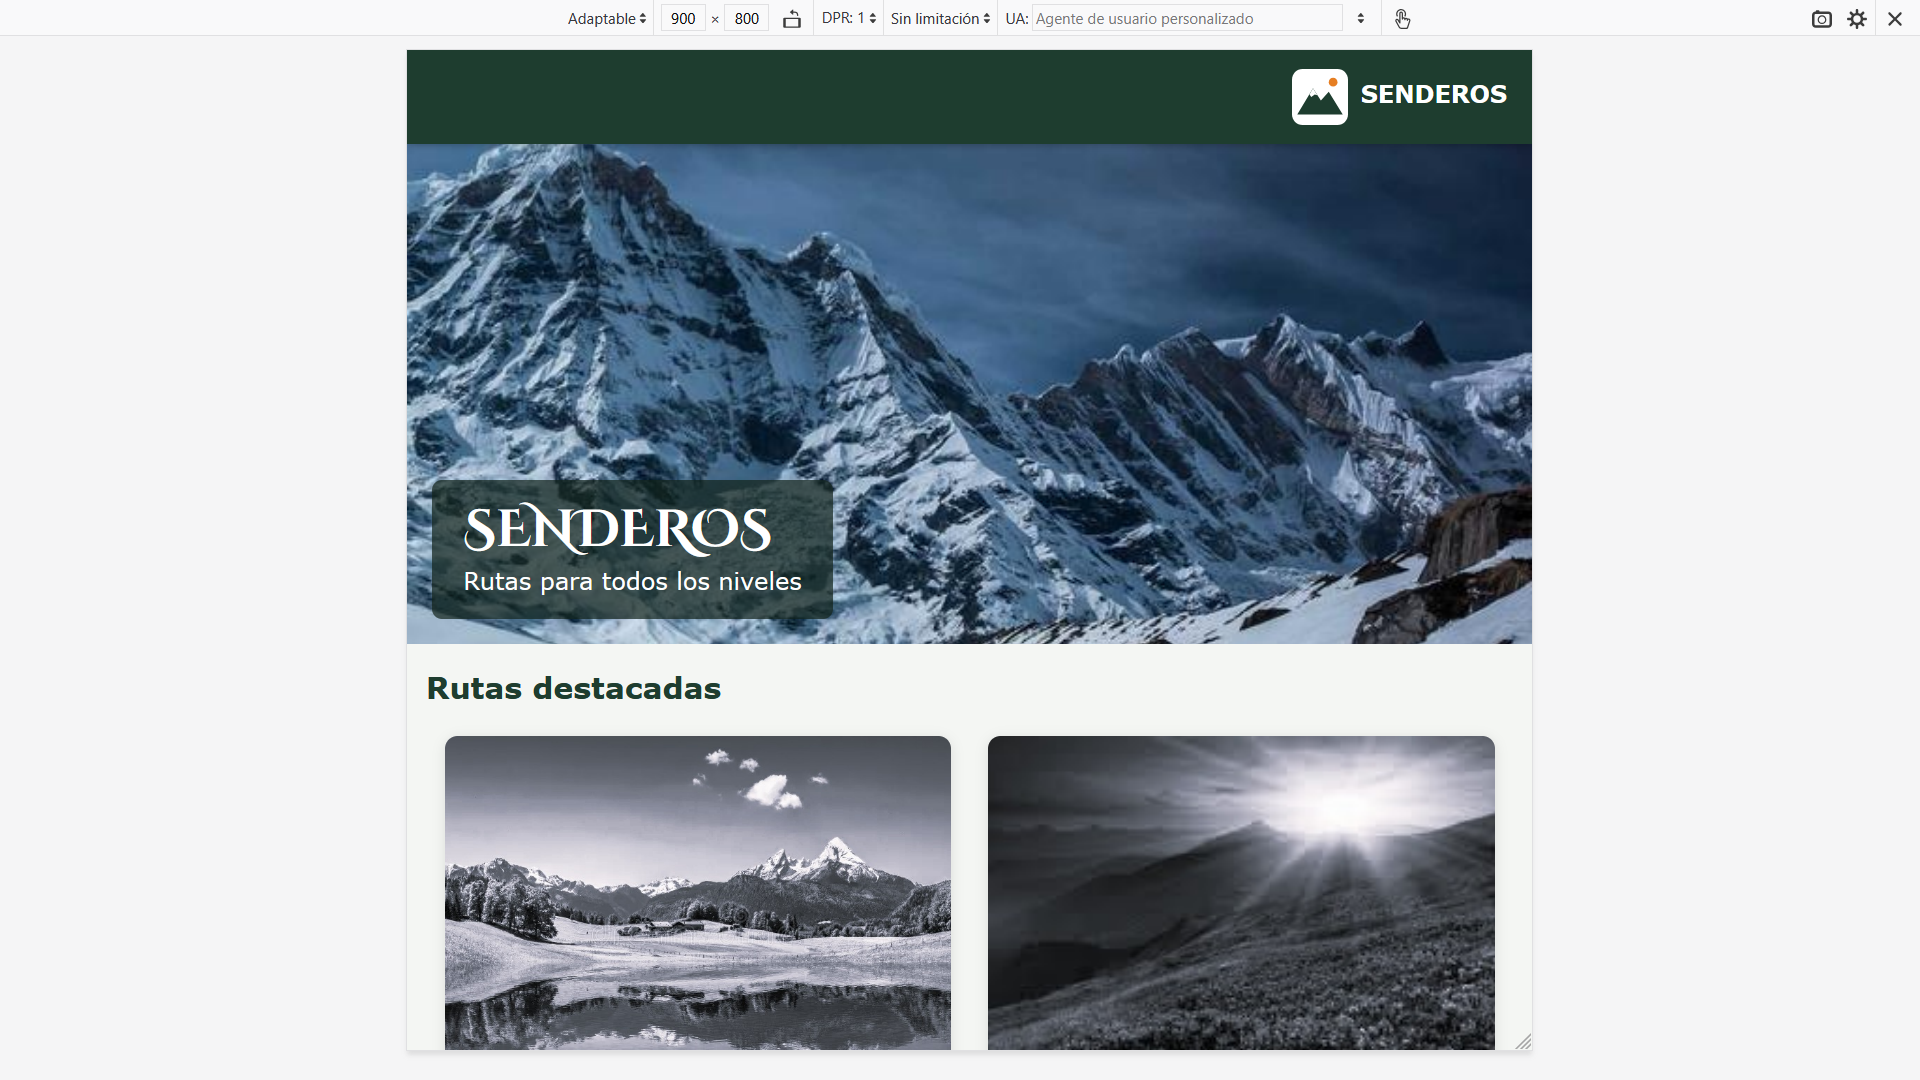 Adaptable 900 × 800 DPR: 1 Sin limitación UA: Agente de usuario personalizado
SENDEROS
SENDEROS
Rutas para todos los niveles
Rutas destacadas